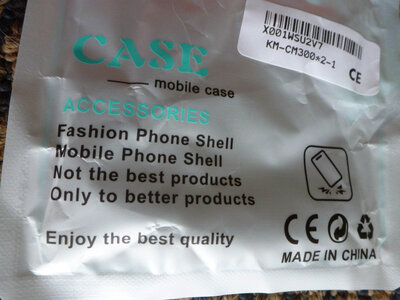 X001WSU2V7
KM-CM300*2-1
CE
CASE
mobile case
ACCESSORIES
Fashion Phone Shell
Mobile Phone Shell
Not the best products
Only to better products
Enjoy the best quality
CE
MADE IN CHINA